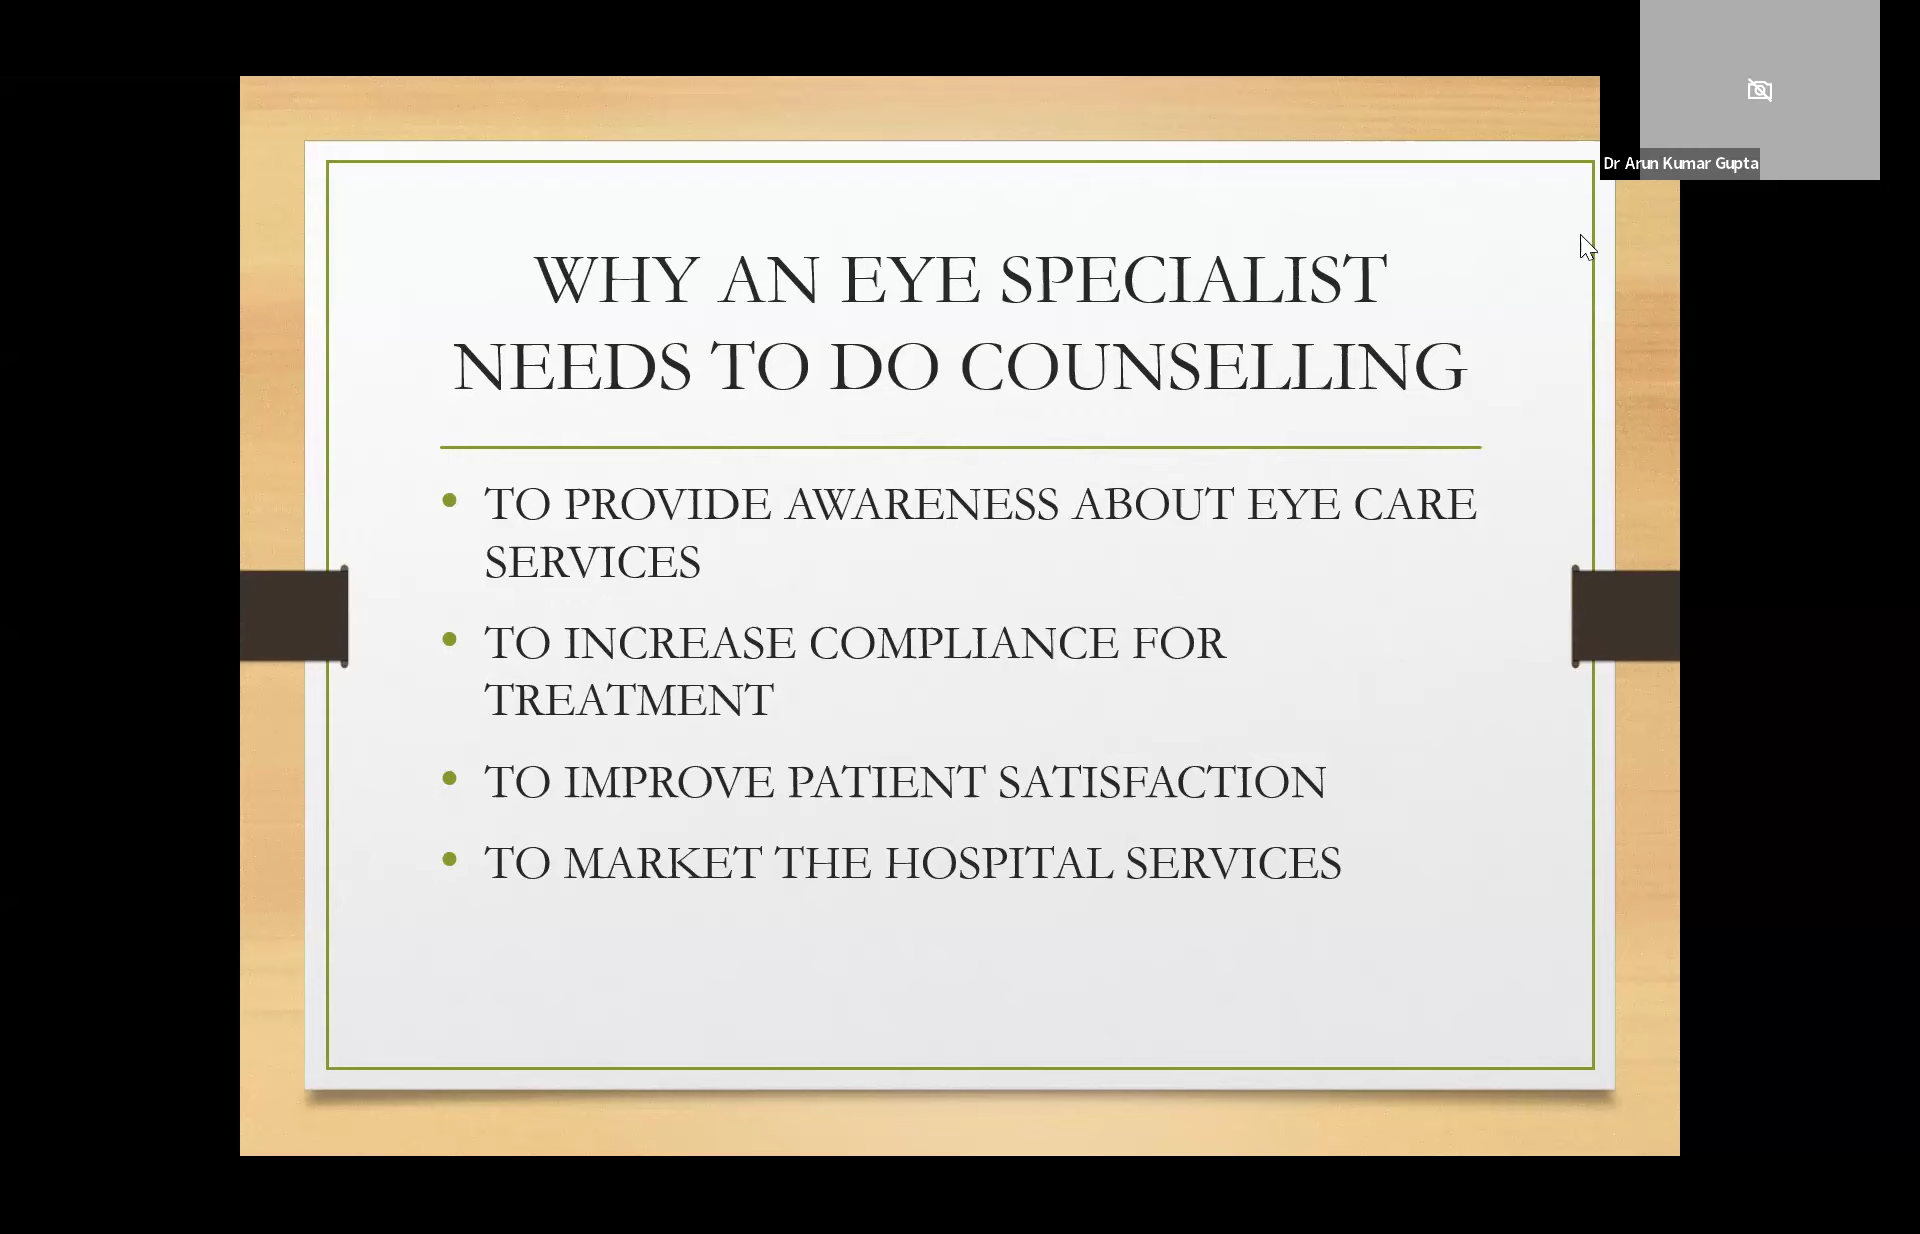 Dr Arun Kumar Gupta
WHY AN EYE SPECIALIST
NEEDS TO DO COUNSELLING
• TO PROVIDE AWARENESS ABOUT EYE CARE
SERVICES
• TO INCREASE COMPLIANCE FOR
TREATMENT
• TO IMPROVE PATIENT SATISFACTION
• TO MARKET THE HOSPITAL SERVICES